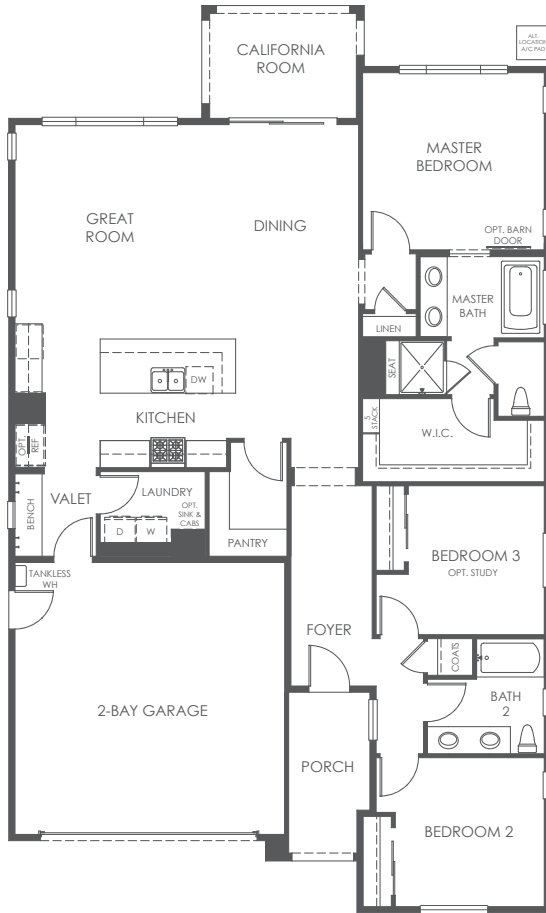 CALIFORNIA
ROOM
ALT.
LOCATION
A/C PAD
MASTER
BEDROOM
GREAT
ROOM
DINING
OPT. BARN
DOOR
MASTER
BATH
LINEN
SEAT
DW
KITCHEN
5
STACK
W.I.C.
OPT.
REF
BENCH
VALET
LAUNDRY
OPT.
SINK &
CABS
D
W
PANTRY
BEDROOM 3
OPT. STUDY
TANKLESS
WH
FOYER
COATS
2-BAY GARAGE
BATH
2
PORCH
BEDROOM 2